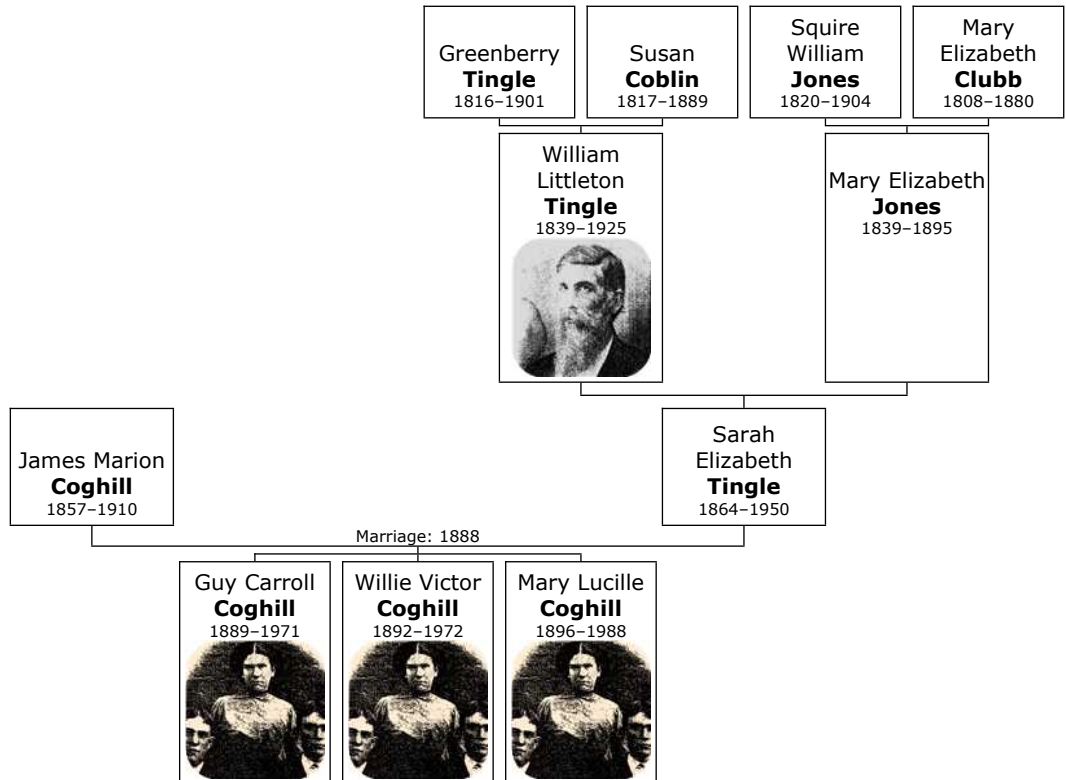 Greenberry
Tingle
1816–1901
Susan
Coblin
1817–1889
Squire
William
Jones
1820–1904
Mary
Elizabeth
Clubb
1808–1880
William
Littleton
Tingle
1839–1925
Mary Elizabeth
Jones
1839–1895
James Marion
Coghill
1857–1910
Sarah
Elizabeth
Tingle
1864–1950
Marriage: 1888
Guy Carroll
Coghill
1889–1971
Willie Victor
Coghill
1892–1972
Mary Lucille
Coghill
1896–1988